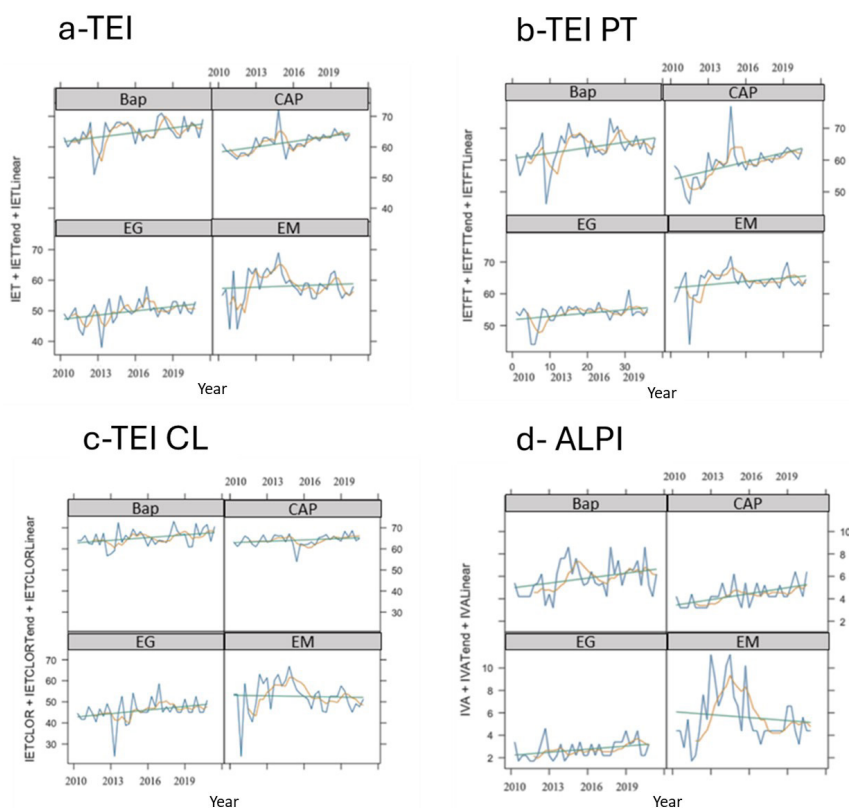 a-TEI
2010 2013 2016 2019
Bap CAP
70
60
50
40
EG EM
70
60
50
40
2010 2013 2016 2019
IET + IETTend + IETLinear
Year
b-TEI PT
2010 2013 2016 2019
Bap CAP
70
60
50
EG EM
70
60
50
0 10 20 30
2010 2013 2016 2019
IETFT + IETFTTend + IETFTLinear
Year
c-TEI CL
2010 2013 2016 2019
Bap CAP
70
60
50
40
30
EG EM
70
60
50
40
30
2010 2013 2016 2019
IETCLOR + IETCLORTend + IETCLORLinear
Year
d- ALPI
2010 2013 2016 2019
Bap CAP
10
8
6
4
2
EG EM
10
8
6
4
2
2010 2013 2016 2019
IVA + IVATend + IVALinear
Year